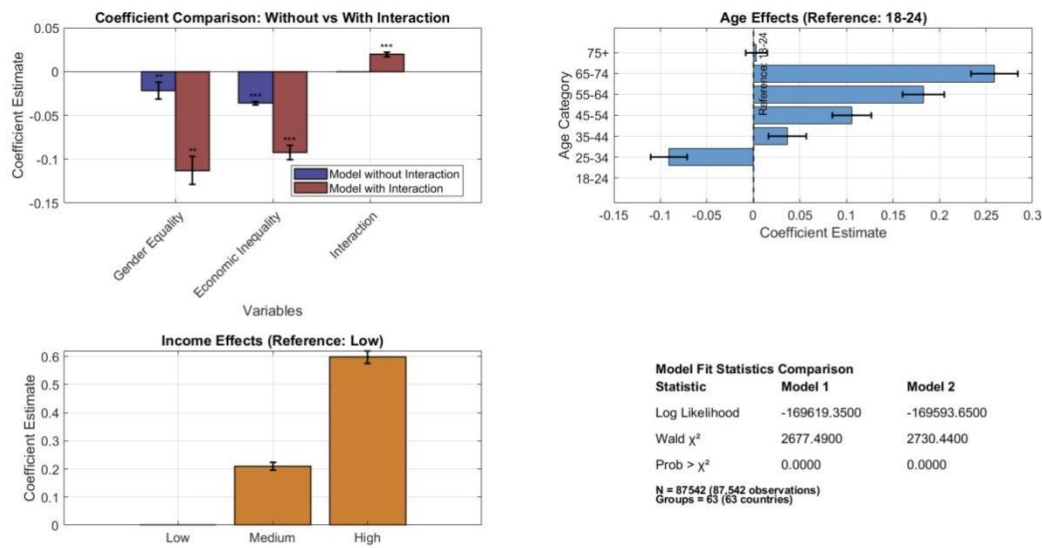 Coefficient Comparison: Without vs With Interaction
Coefficient Estimate
0.05
0
-0.05
-0.1
-0.15
**
**
***
***
***
Model without Interaction
Model with Interaction
Gender Equality
Economic Inequality
Interaction
Variables
Age Effects (Reference: 18-24)
Age Category
75+
65-74
55-64
45-54
35-44
25-34
18-24
Reference: 18-24
-0.15 -0.1 -0.05 0 0.05 0.1 0.15 0.2 0.25 0.3
Coefficient Estimate
Income Effects (Reference: Low)
Coefficient Estimate
0.6
0.5
0.4
0.3
0.2
0.1
0
Low Medium High
Model Fit Statistics Comparison
Statistic Model 1 Model 2
Log Likelihood -169619.3500 -169593.6500
Wald χ² 2677.4900 2730.4400
Prob > χ² 0.0000 0.0000
N = 87542 (87,542 observations)
Groups = 63 (63 countries)